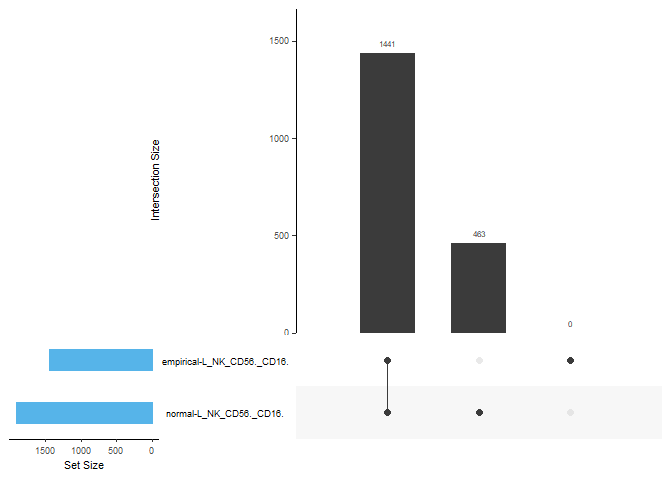 1500
1441
1000
Intersection Size
500
463
0
0
empirical-L_NK_CD56._CD16.
normal-L_NK_CD56._CD16.
1500 1000 500 0
Set Size